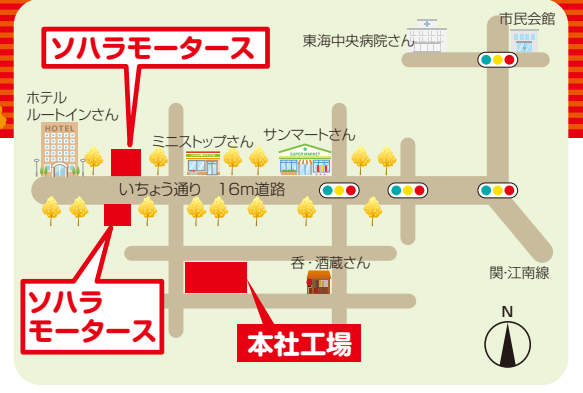 市民会館
東海中央病院さん
ソハラモータース
ホテル
ルートインさん
HOTEL
ミニストップさん
サンマートさん
SUPER MARKET
いちょう通り 16m道路
呑・酒蔵さん
関・江南線
ソハラ
モータース
本社工場
N